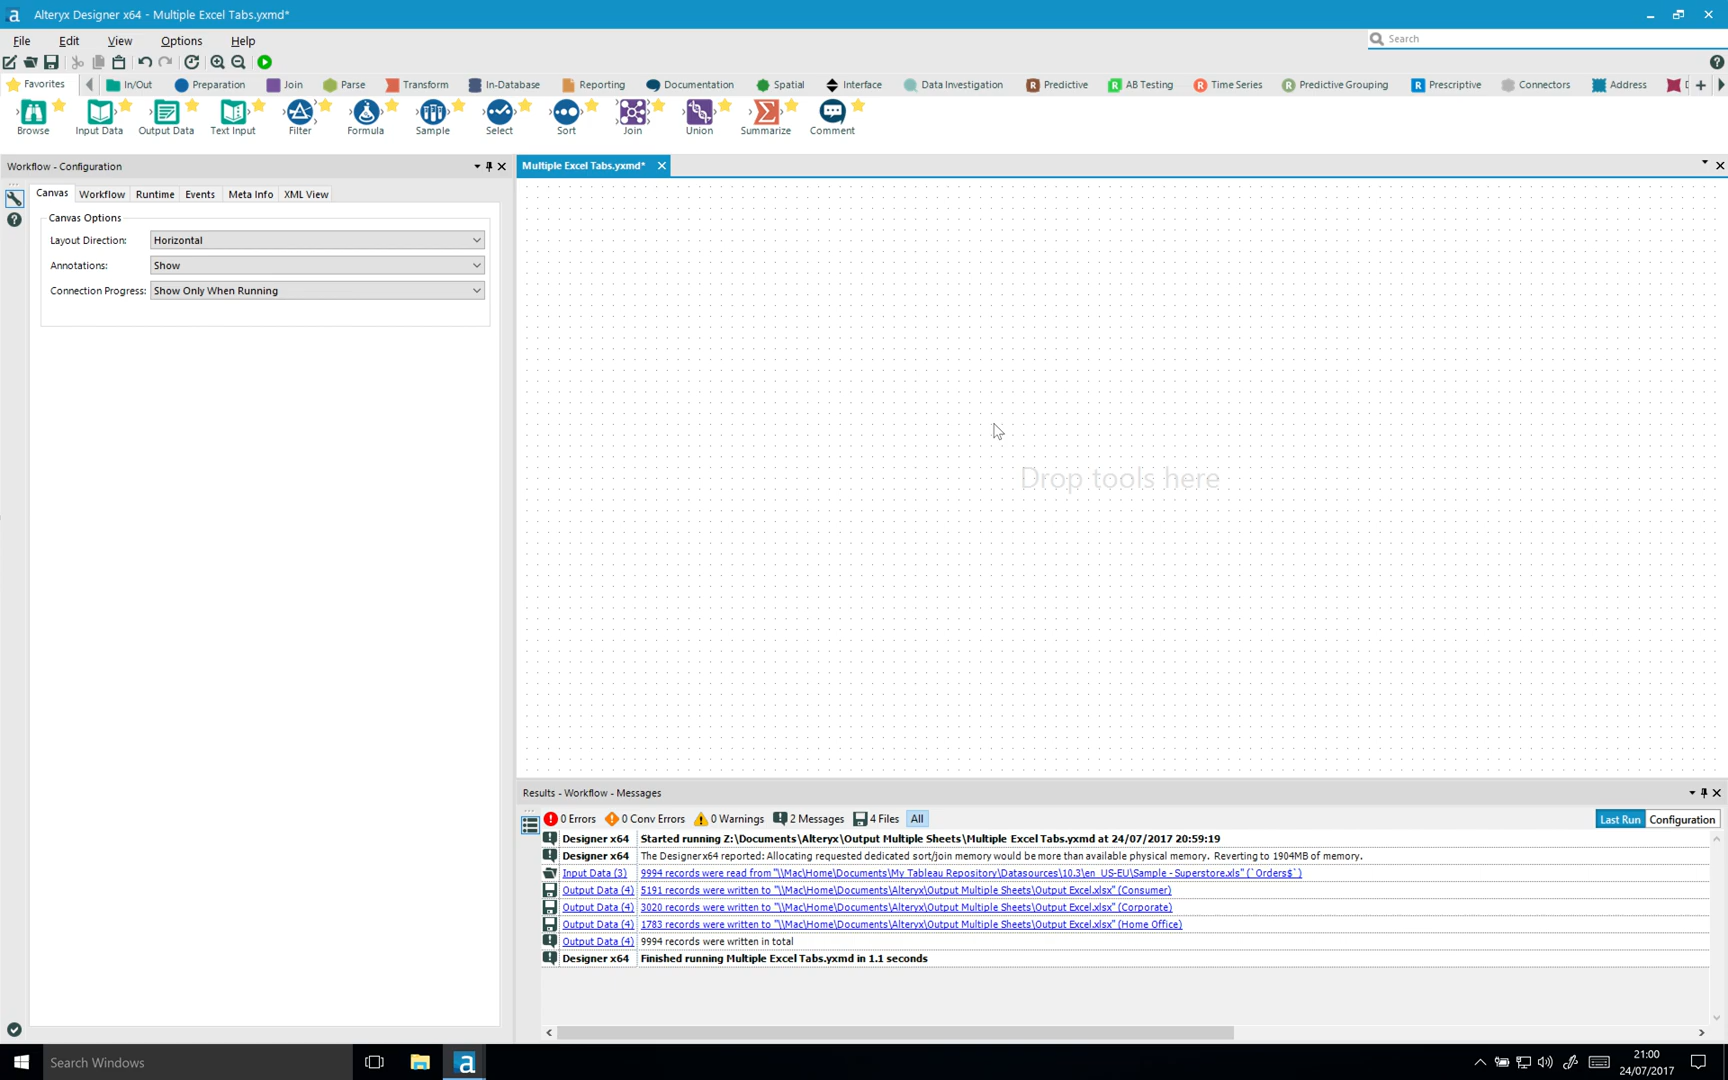 Alteryx Designer x64 - Multiple Excel Tabs.yxmd*
File Edit View Options Help
Search
Favorites In/Out Preparation Join Parse Transform In-Database Reporting Documentation Spatial Interface Data Investigation Predictive AB Testing Time Series Predictive Grouping Prescriptive Connectors Address
Browse Input Data Output Data Text Input Filter Formula Sample Select Sort Join Union Summarize Comment
Workflow - Configuration
Multiple Excel Tabs.yxmd*
Canvas Workflow Runtime Events Meta Info XML View
Canvas Options
Layout Direction: Horizontal
Annotations: Show
Connection Progress: Show Only When Running
Drop tools here
Results - Workflow - Messages
0 Errors 0 Conv Errors 0 Warnings 2 Messages 4 Files All Last Run Configuration
Designer x64 Started running Z:\Documents\Alteryx\Output Multiple Sheets\Multiple Excel Tabs.yxmd at 24/07/2017 20:59:19
Designer x64 The Designer x64 reported: Allocating requested dedicated sort/join memory would be more than available physical memory. Reverting to 1904MB of memory.
Input Data (3) 9994 records were read from "\\Mac\Home\Documents\My Tableau Repository\Datasources\10.3\en_US-EU\Sample - Superstore.xls" (`Orders$`)
Output Data (4) 5191 records were written to "\\Mac\Home\Documents\Alteryx\Output Multiple Sheets\Output Excel.xlsx" (Consumer)
Output Data (4) 3020 records were written to "\\Mac\Home\Documents\Alteryx\Output Multiple Sheets\Output Excel.xlsx" (Corporate)
Output Data (4) 1783 records were written to "\\Mac\Home\Documents\Alteryx\Output Multiple Sheets\Output Excel.xlsx" (Home Office)
Output Data (4) 9994 records were written in total
Designer x64 Finished running Multiple Excel Tabs.yxmd in 1.1 seconds
Search Windows
21:00
24/07/2017